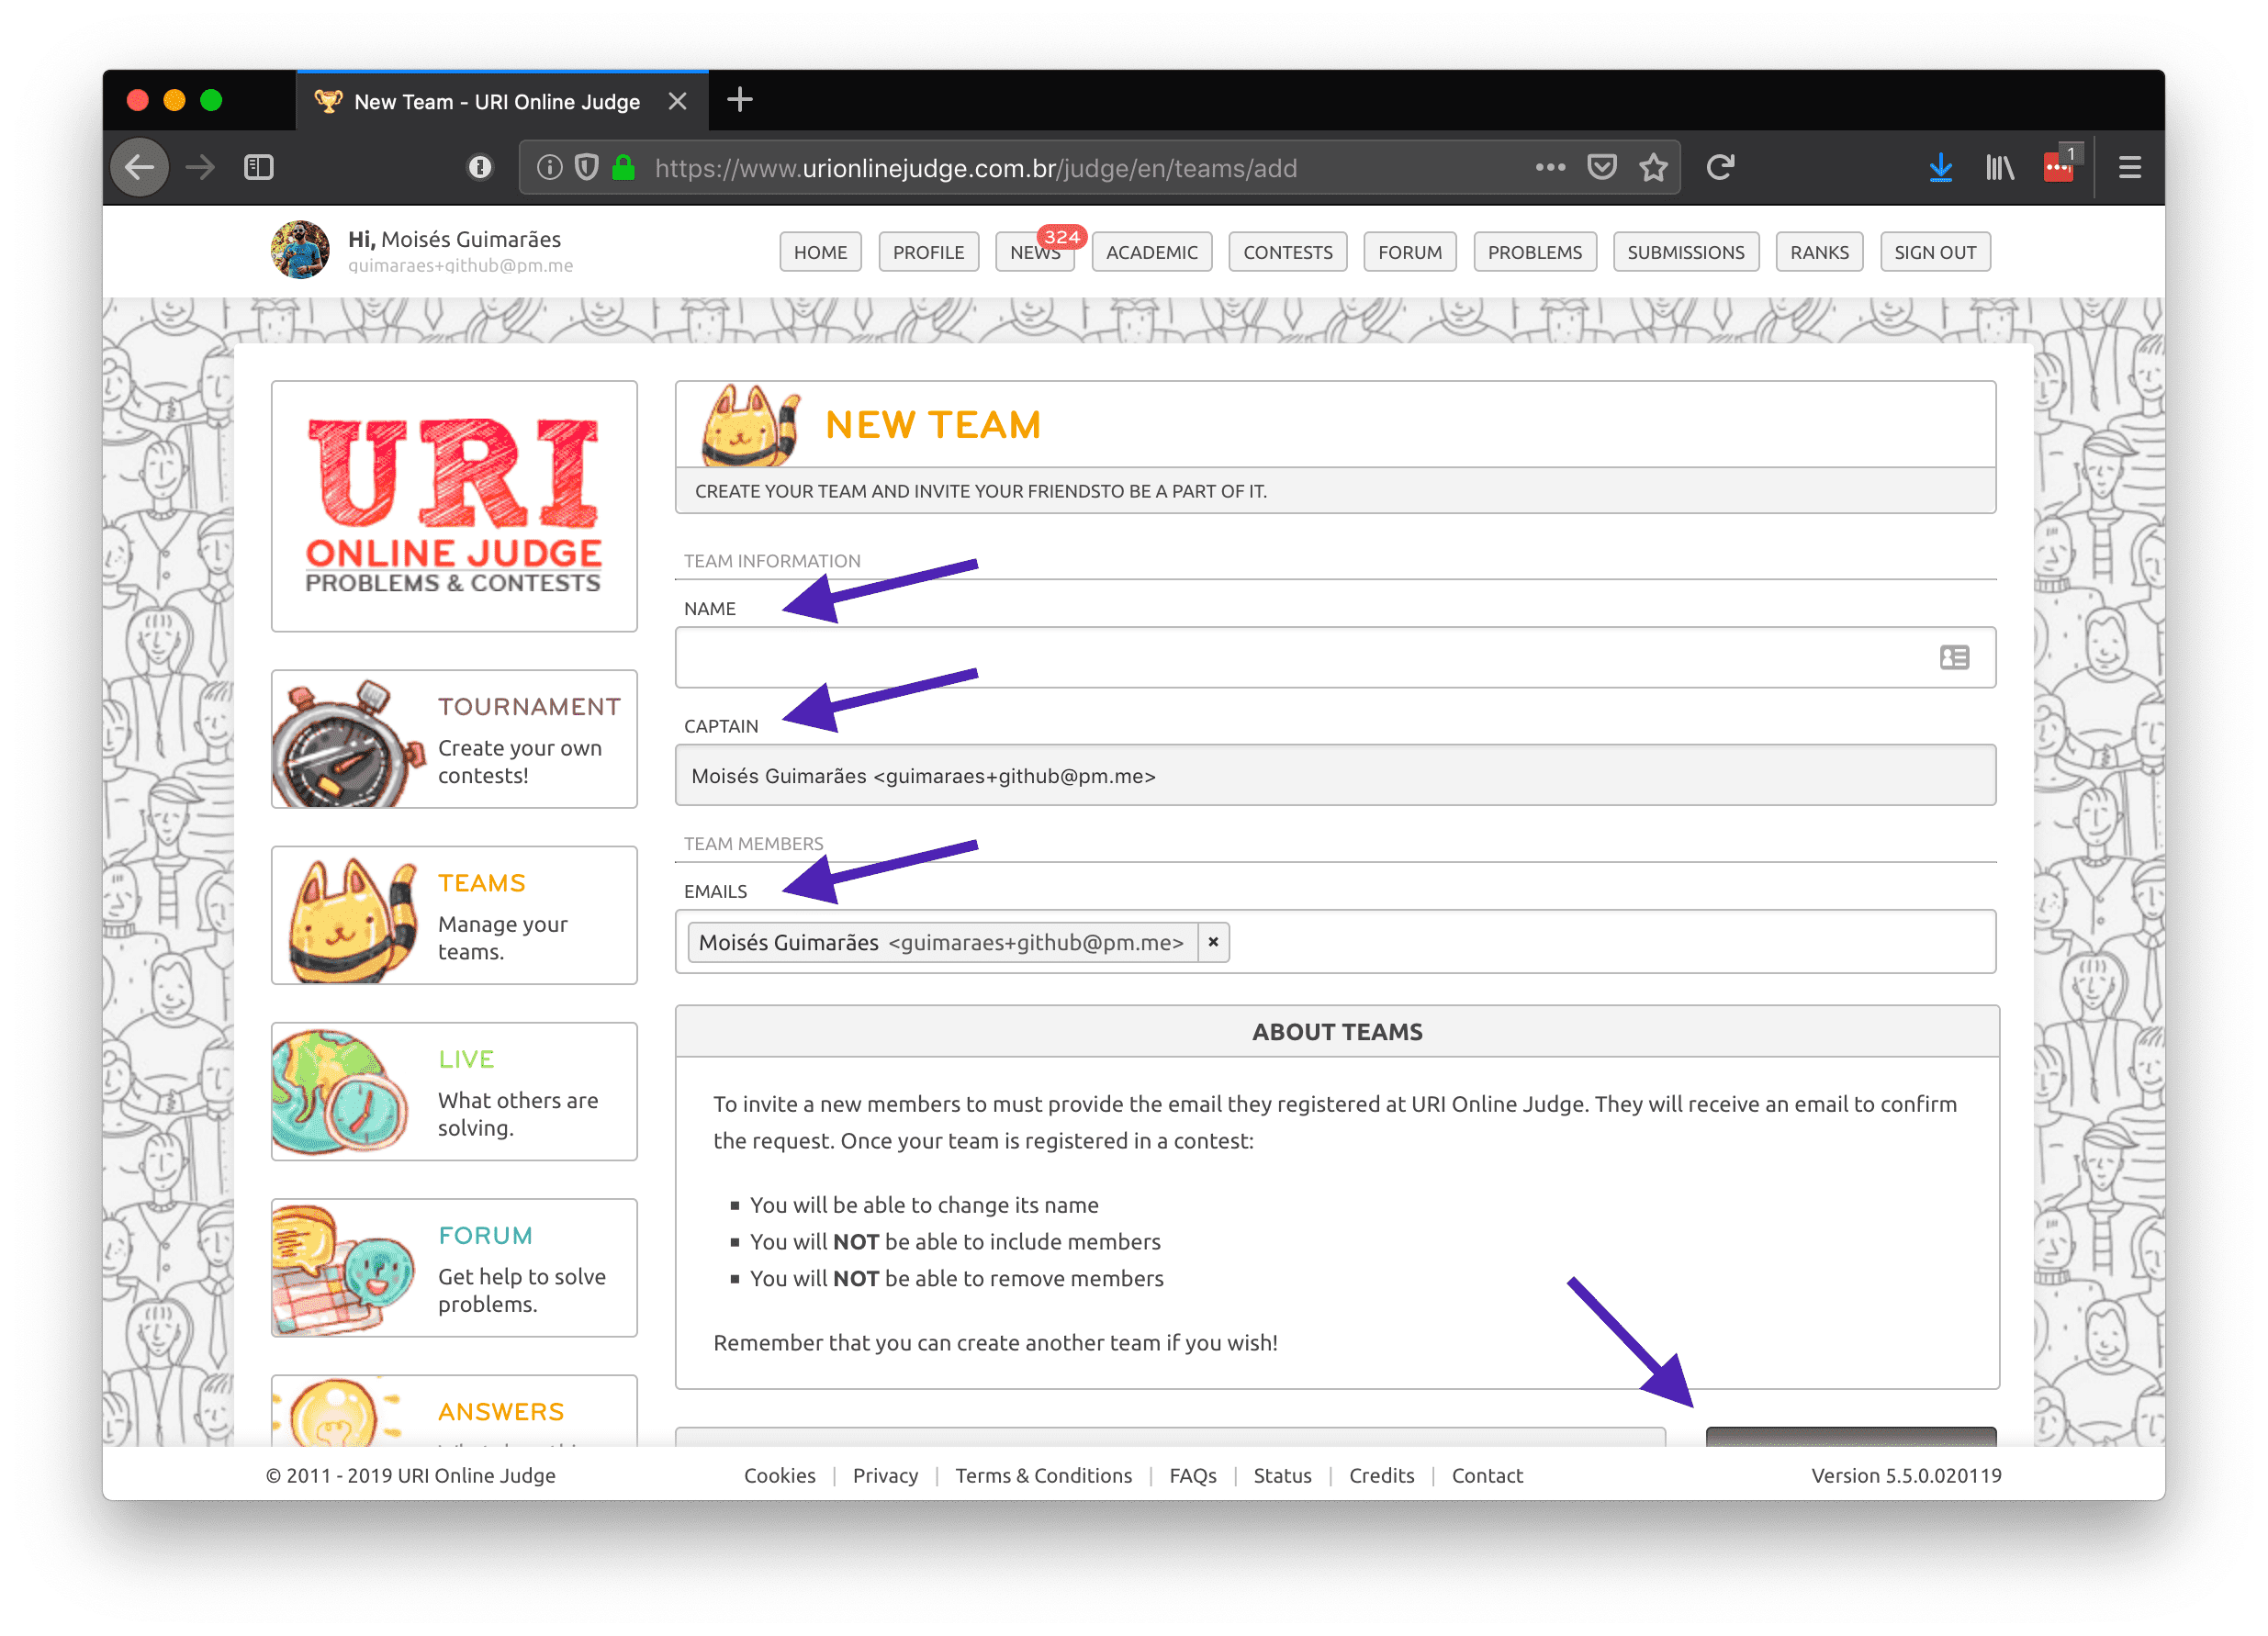 New Team - URI Online Judge
https://www.urionlinejudge.com.br/judge/en/teams/add
1
Hi, Moisés Guimarães
guimaraes+github@pm.me
HOME
PROFILE
NEWS
324
ACADEMIC
CONTESTS
FORUM
PROBLEMS
SUBMISSIONS
RANKS
SIGN OUT
URI
ONLINE JUDGE
PROBLEMS & CONTESTS
TOURNAMENT
Create your own
contests!
TEAMS
Manage your
teams.
LIVE
What others are
solving.
FORUM
Get help to solve
problems.
ANSWERS
NEW TEAM
CREATE YOUR TEAM AND INVITE YOUR FRIENDSTO BE A PART OF IT.
TEAM INFORMATION
NAME
CAPTAIN
Moisés Guimarães <guimaraes+github@pm.me>
TEAM MEMBERS
EMAILS
Moisés Guimarães <guimaraes+github@pm.me>
ABOUT TEAMS
To invite a new members to must provide the email they registered at URI Online Judge. They will receive an email to confirm
the request. Once your team is registered in a contest:
▪ You will be able to change its name
▪ You will NOT be able to include members
▪ You will NOT be able to remove members
Remember that you can create another team if you wish!
© 2011 - 2019 URI Online Judge
Cookies | Privacy | Terms & Conditions | FAQs | Status | Credits | Contact
Version 5.5.0.020119